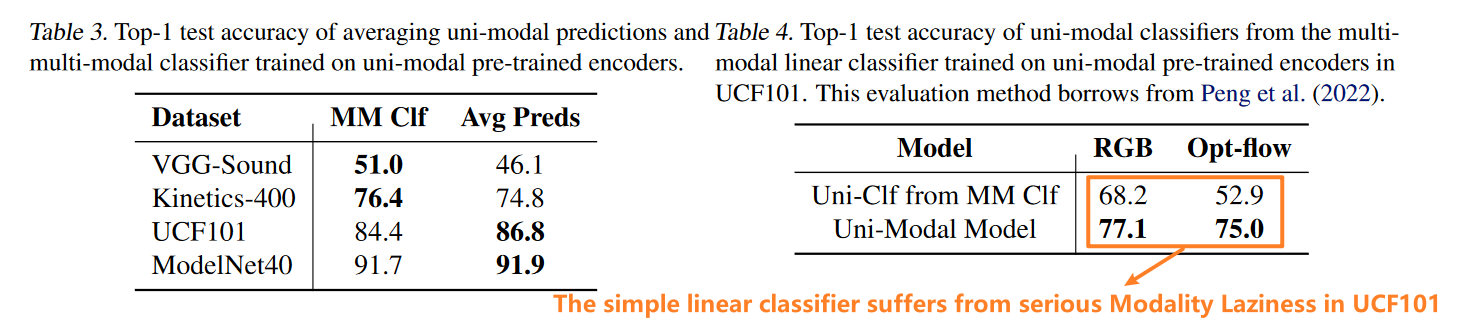 Table 3. Top-1 test accuracy of averaging uni-modal predictions and
multi-modal classifier trained on uni-modal pre-trained encoders.
Dataset MM Clf Avg Preds
VGG-Sound 51.0 46.1
Kinetics-400 76.4 74.8
UCF101 84.4 86.8
ModelNet40 91.7 91.9
Table 4. Top-1 test accuracy of uni-modal classifiers from the multi-
modal linear classifier trained on uni-modal pre-trained encoders in
UCF101. This evaluation method borrows from Peng et al. (2022).
Model RGB Opt-flow
Uni-Clf from MM Clf 68.2 52.9
Uni-Modal Model 77.1 75.0
The simple linear classifier suffers from serious Modality Laziness in UCF101